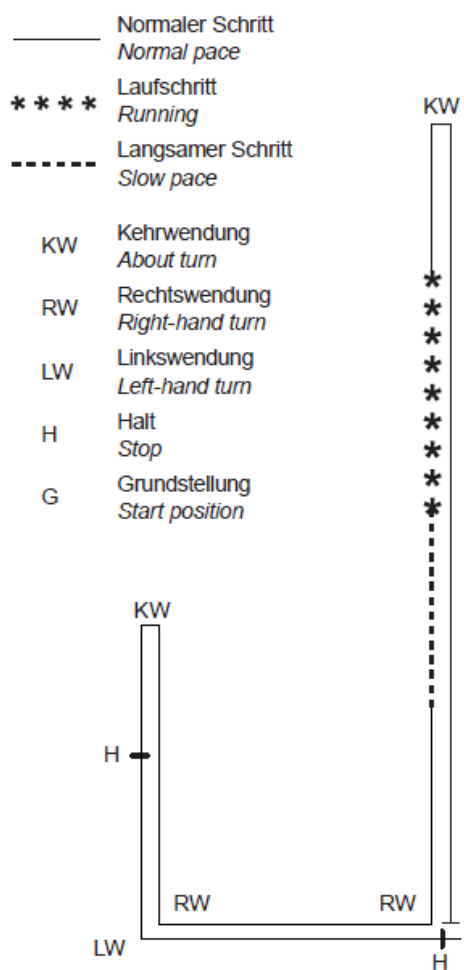 Normaler Schritt
Normal pace
Laufschritt
Running
Langsamer Schritt
Slow pace
KW
Kehrwendung
About turn
RW
Rechtswendung
Right-hand turn
LW
Linkswendung
Left-hand turn
H
Halt
Stop
G
Grundstellung
Start position
KW
KW
H
RW
RW
LW
H